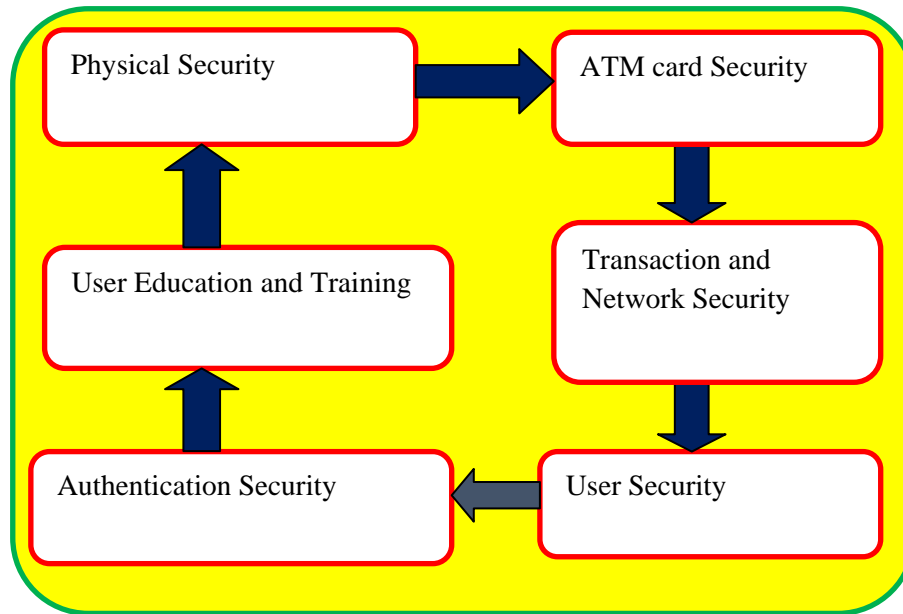 Physical Security
ATM card Security
User Education and Training
Transaction and
Network Security
Authentication Security
User Security